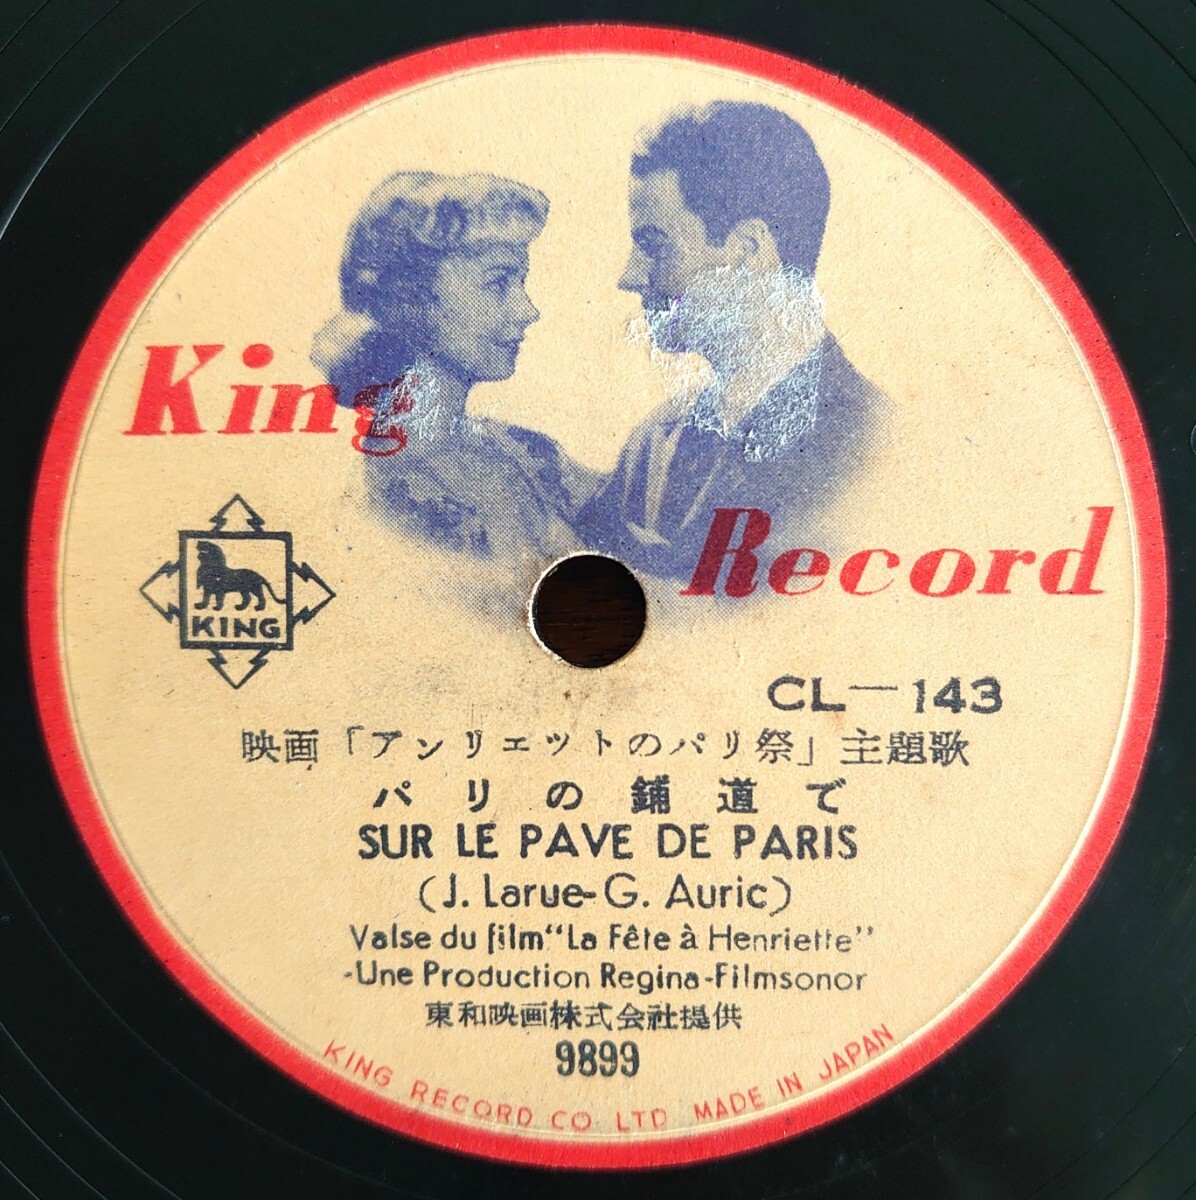 King
Record
KING
CL—143
映画「アンリエットのパリ祭」主題歌
パリの鋪道で
SUR LE PAVE DE PARIS
(J. Larue-G. Auric)
Valse du film“La Fête à Henriette”
-Une Production Regina-Filmsonor
東和映画株式会社提供
9899
KING RECORD CO. LTD MADE IN JAPAN